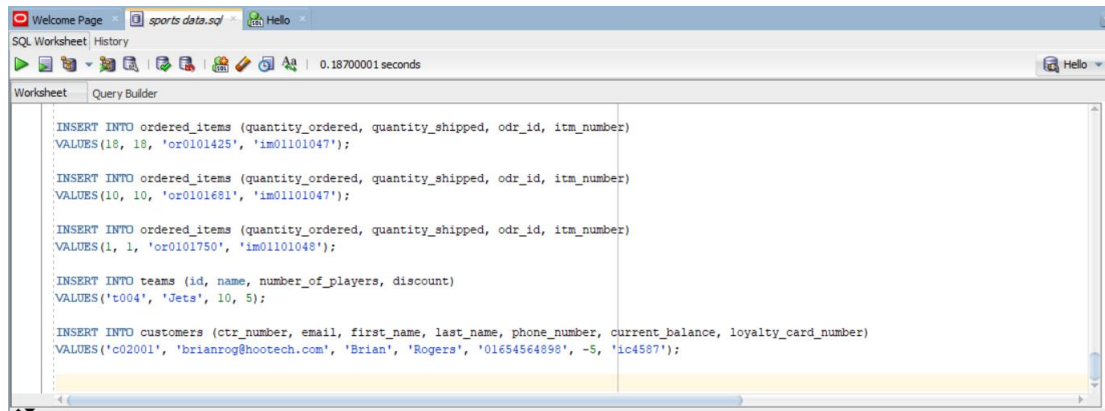 Welcome Page
sports data.sql
Hello
SQL Worksheet History
0.18700001 seconds
Hello
Worksheet Query Builder
INSERT INTO ordered_items (quantity_ordered, quantity_shipped, odr_id, itm_number)
VALUES(18, 18, 'or0101425', 'im01101047');
INSERT INTO ordered_items (quantity_ordered, quantity_shipped, odr_id, itm_number)
VALUES(10, 10, 'or0101681', 'im01101047');
INSERT INTO ordered_items (quantity_ordered, quantity_shipped, odr_id, itm_number)
VALUES(1, 1, 'or0101750', 'im01101048');
INSERT INTO teams (id, name, number_of_players, discount)
VALUES('t004', 'Jets', 10, 5);
INSERT INTO customers (ctr_number, email, first_name, last_name, phone_number, current_balance, loyalty_card_number)
VALUES('c02001', 'brianrog@hootech.com', 'Brian', 'Rogers', '01654564898', -5, 'ic4587');